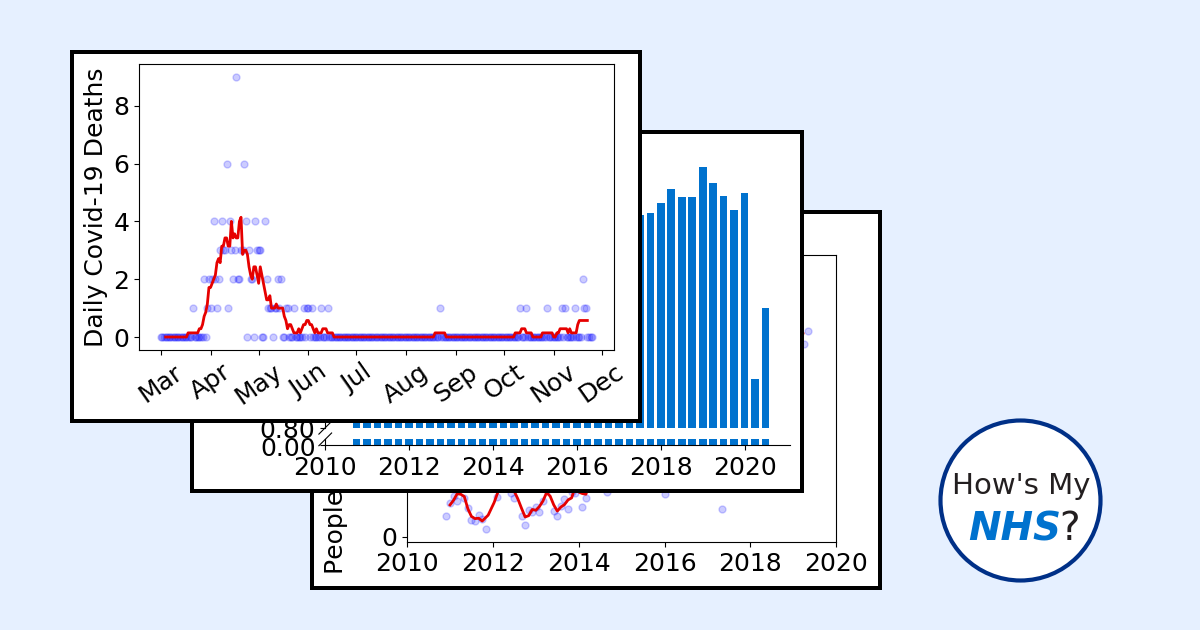 Daily Covid-19 Deaths
8
6
4
2
0
Mar Apr May Jun Jul Aug Sep Oct Nov Dec
0.80
0.00
2010 2012 2014 2016 2018 2020
People
0
2010 2012 2014 2016 2018 2020
How's My
NHS?